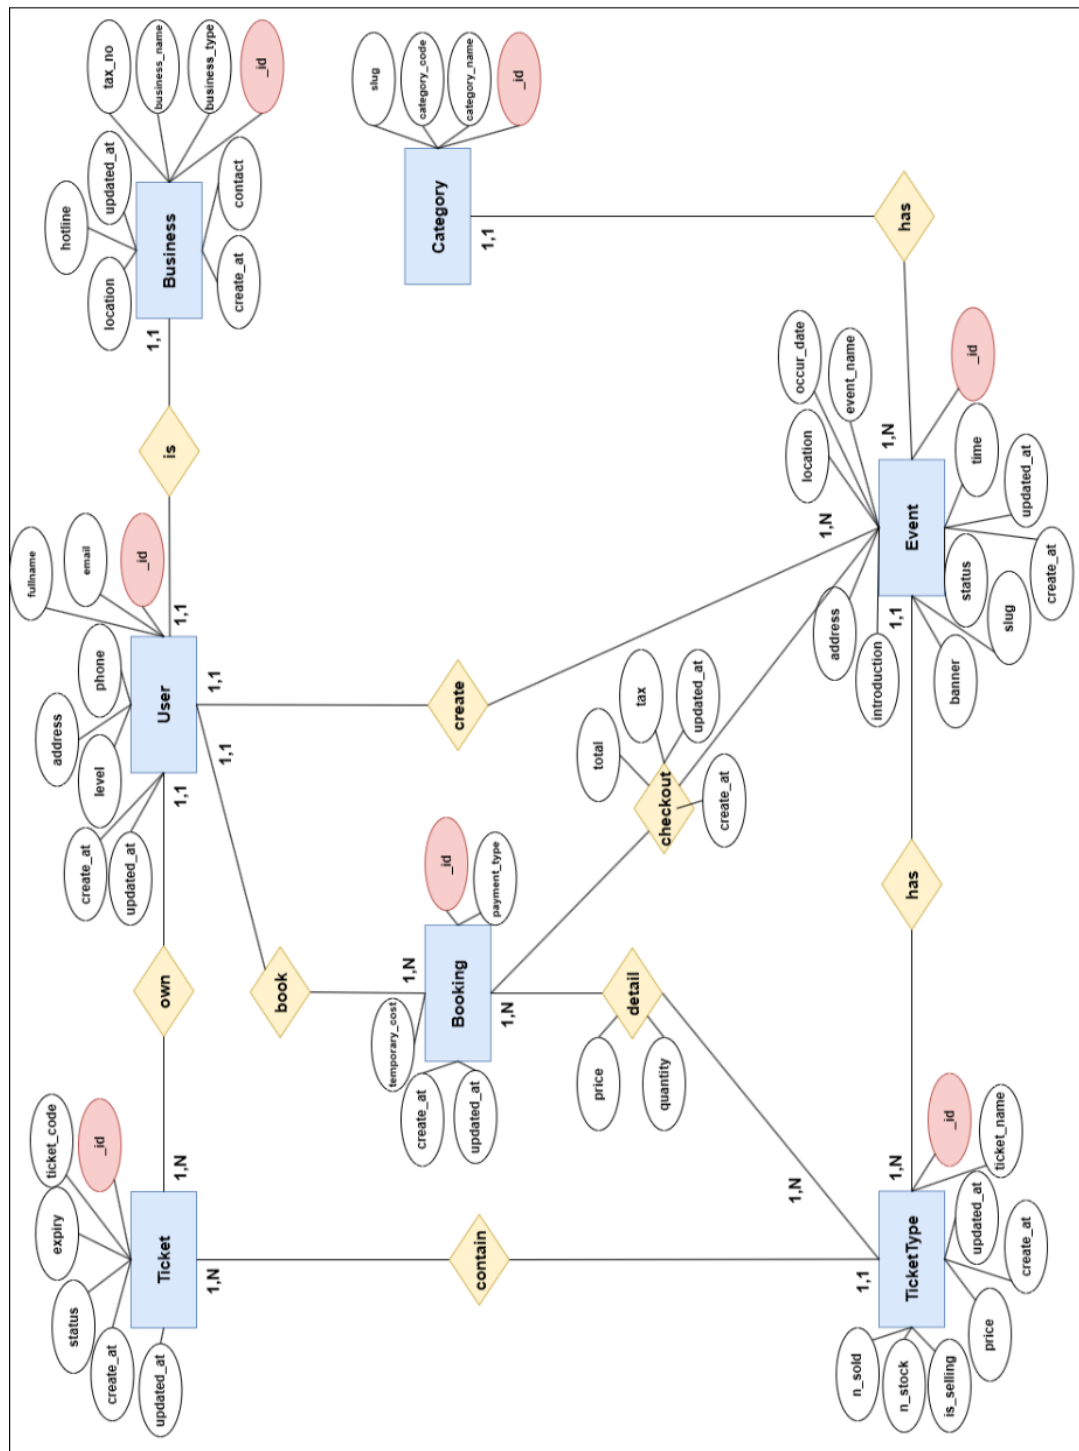 tax_no
business_name
business_type
_id
hotline
updated_at
location
contact
create_at
Business
1,1
slug
category_code
category_name
_id
Category
1,1
is
has
fullname
email
_id
address
phone
level
create_at
updated_at
User
1,1
1,1
1,1
1,1
create
own
book
occur_date
event_name
location
_id
time
updated_at
create_at
status
slug
banner
introduction
address
Event
1,N
1,N
1,1
total
tax
updated_at
create_at
checkout
_id
payment_type
temporary_cost
create_at
updated_at
Booking
1,N
1,N
detail
price
quantity
has
ticket_code
_id
expiry
status
create_at
updated_at
Ticket
1,N
1,N
contain
_id
ticket_name
updated_at
create_at
price
n_sold
n_stock
is_selling
TicketType
1,N
1,N
1,1